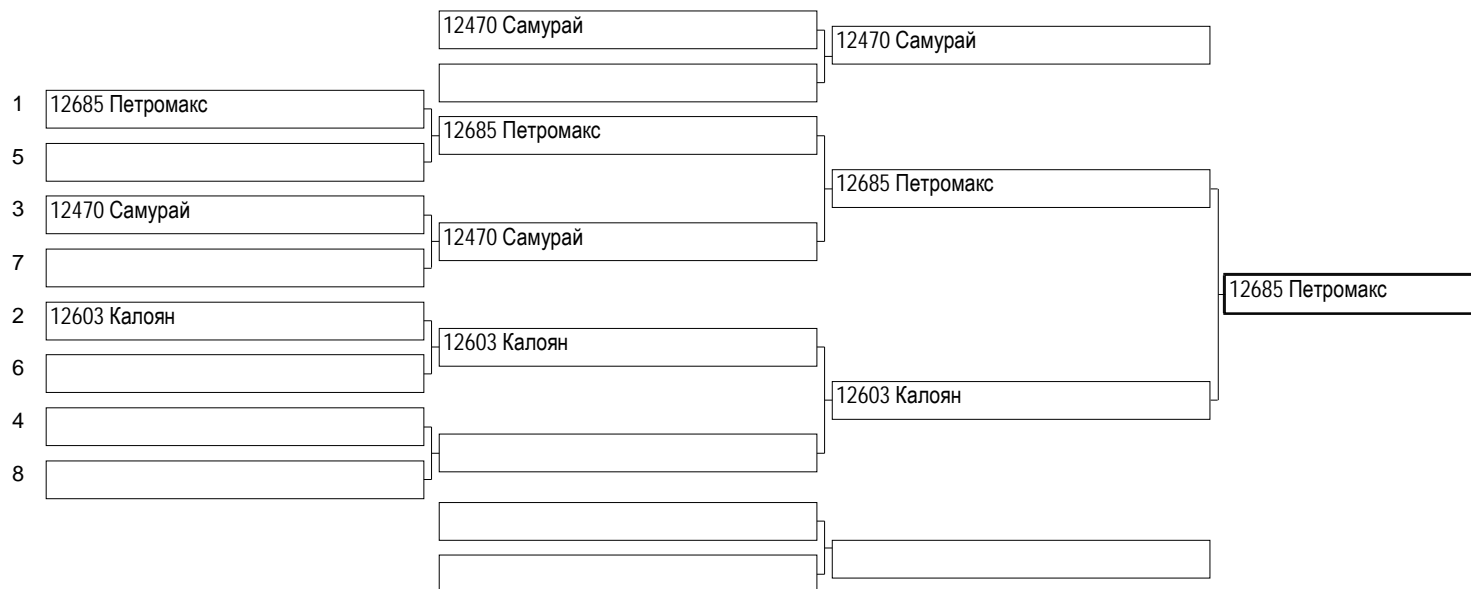 12470 Самурай
12470 Самурай
1 12685 Петромакс
12685 Петромакс
5
12685 Петромакс
3 12470 Самурай
12470 Самурай
7
12685 Петромакс
2 12603 Калоян
12603 Калоян
6
12603 Калоян
4
8